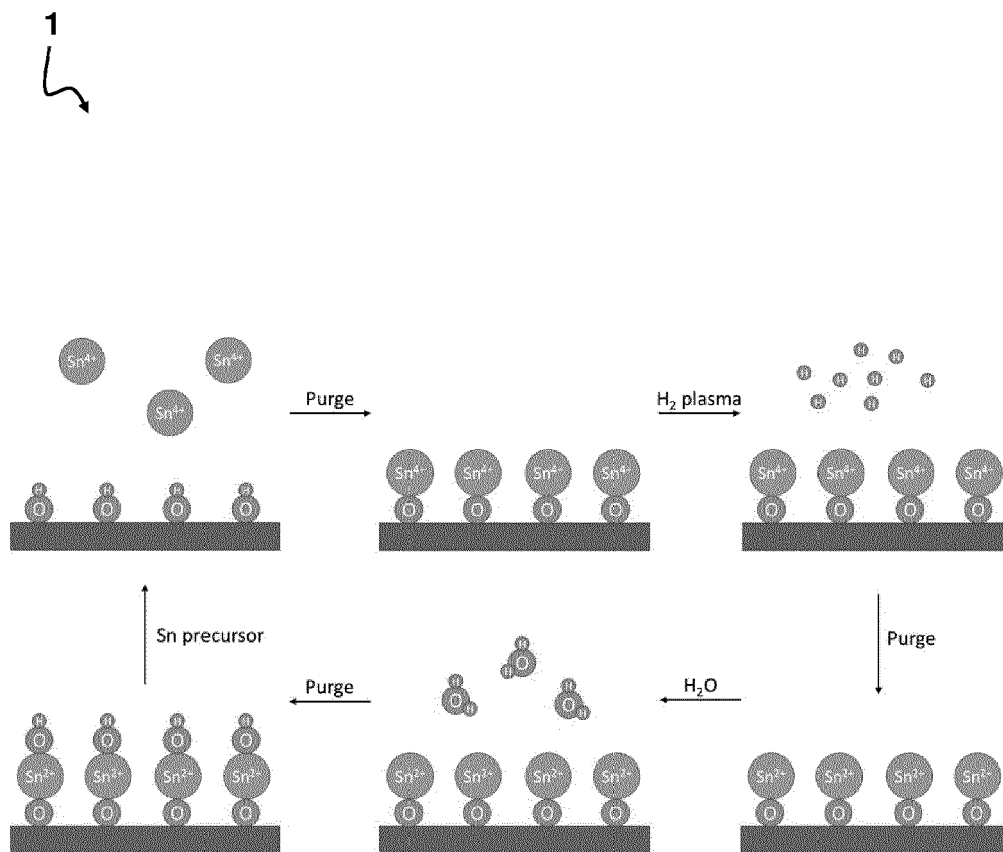 1
Sn⁴⁺ Sn⁴⁺
Sn⁴⁺
H H H H
O O O O
Purge
Sn⁴⁺ Sn⁴⁺ Sn⁴⁺ Sn⁴⁺
O O O O
H₂ plasma
H H H H H H H H
Sn⁴⁺ Sn⁴⁺ Sn⁴⁺ Sn⁴⁺
O O O O
Purge
Sn²⁺ Sn²⁺ Sn²⁺ Sn²⁺
O O O O
H₂O
H
O
H
H
O
H
H
O
H
Sn²⁺ Sn²⁺ Sn²⁺ Sn²⁺
O O O O
Purge
H H H H
O O O O
Sn²⁺ Sn²⁺ Sn²⁺ Sn²⁺
O O O O
Sn precursor